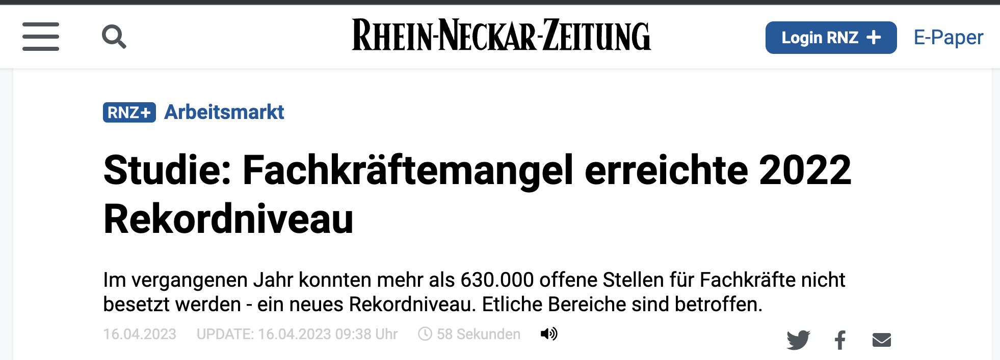 RHEIN-NECKAR-ZEITUNG
Login RNZ +
E-Paper
RNZ+ Arbeitsmarkt
Studie: Fachkräftemangel erreichte 2022
Rekordniveau
Im vergangenen Jahr konnten mehr als 630.000 offene Stellen für Fachkräfte nicht
besetzt werden - ein neues Rekordniveau. Etliche Bereiche sind betroffen.
16.04.2023 UPDATE: 16.04.2023 09:38 Uhr 58 Sekunden